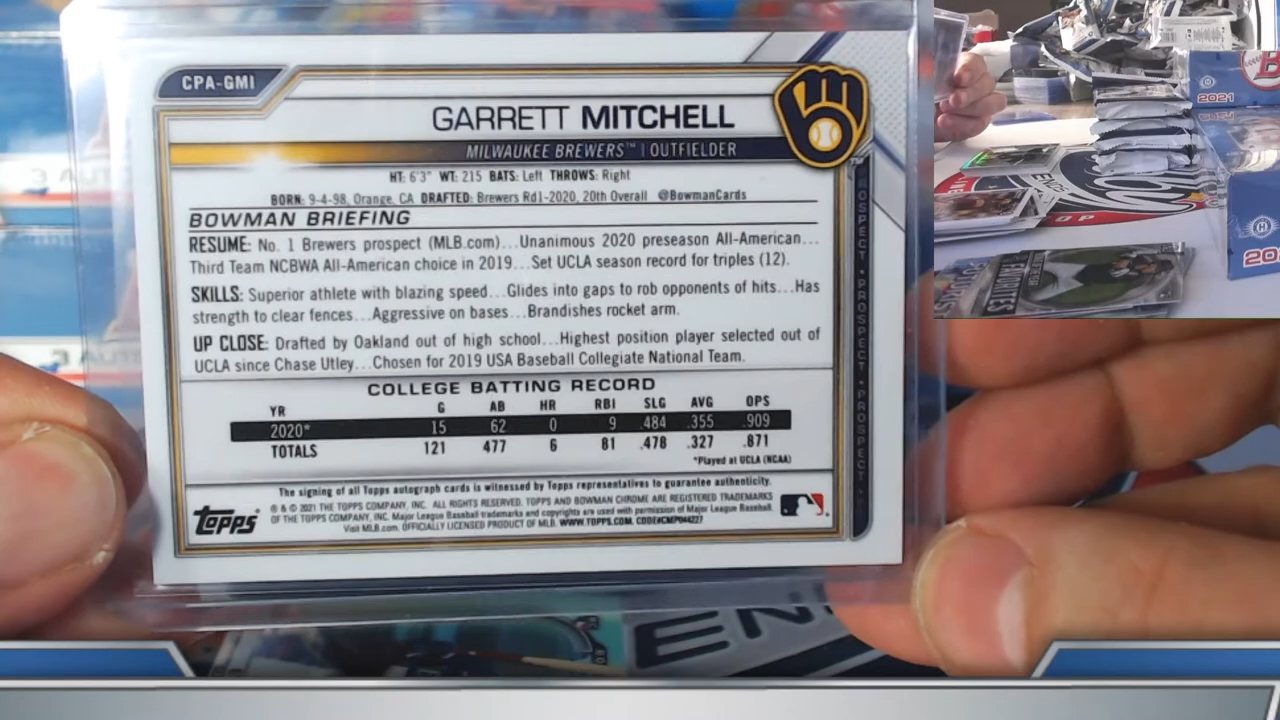 CPA-GMI
GARRETT MITCHELL
MILWAUKEE BREWERS™ | OUTFIELDER
HT: 6'3" WT: 215 BATS: Left THROWS: Right
BORN: 9-4-98, Orange, CA DRAFTED: Brewers Rd1-2020, 20th Overall @BowmanCards
BOWMAN BRIEFING
RESUME: No. 1 Brewers prospect (MLB.com)...Unanimous 2020 preseason All-American...
Third Team NCBWA All-American choice in 2019...Set UCLA season record for triples (12).
SKILLS: Superior athlete with blazing speed...Glides into gaps to rob opponents of hits...Has
strength to clear fences...Aggressive on bases...Brandishes rocket arm.
UP CLOSE: Drafted by Oakland out of high school...Highest position player selected out of
UCLA since Chase Utley...Chosen for 2019 USA Baseball Collegiate National Team.
COLLEGE BATTING RECORD
YR G AB HR RBI SLG AVG OPS
2020* 15 62 0 9 .484 .355 .909
TOTALS 121 477 6 81 .478 .327 .871
*Played at UCLA (NCAA)
The signing of all Topps autograph cards is witnessed by Topps representatives to guarantee authenticity.
® & © 2021 THE TOPPS COMPANY, INC. ALL RIGHTS RESERVED. TOPPS AND BOWMAN CHROME ARE REGISTERED TRADEMARKS
OF THE TOPPS COMPANY, INC. Major League Baseball trademarks and copyrights are used with permission of Major League Baseball.
Visit MLB.com. OFFICIALLY LICENSED PRODUCT OF MLB. WWW.TOPPS.COM. CODE#CMP044227
topps
PROSPECT • PROSPECT • PROSPECT
2021
20
FAVORITES
EN